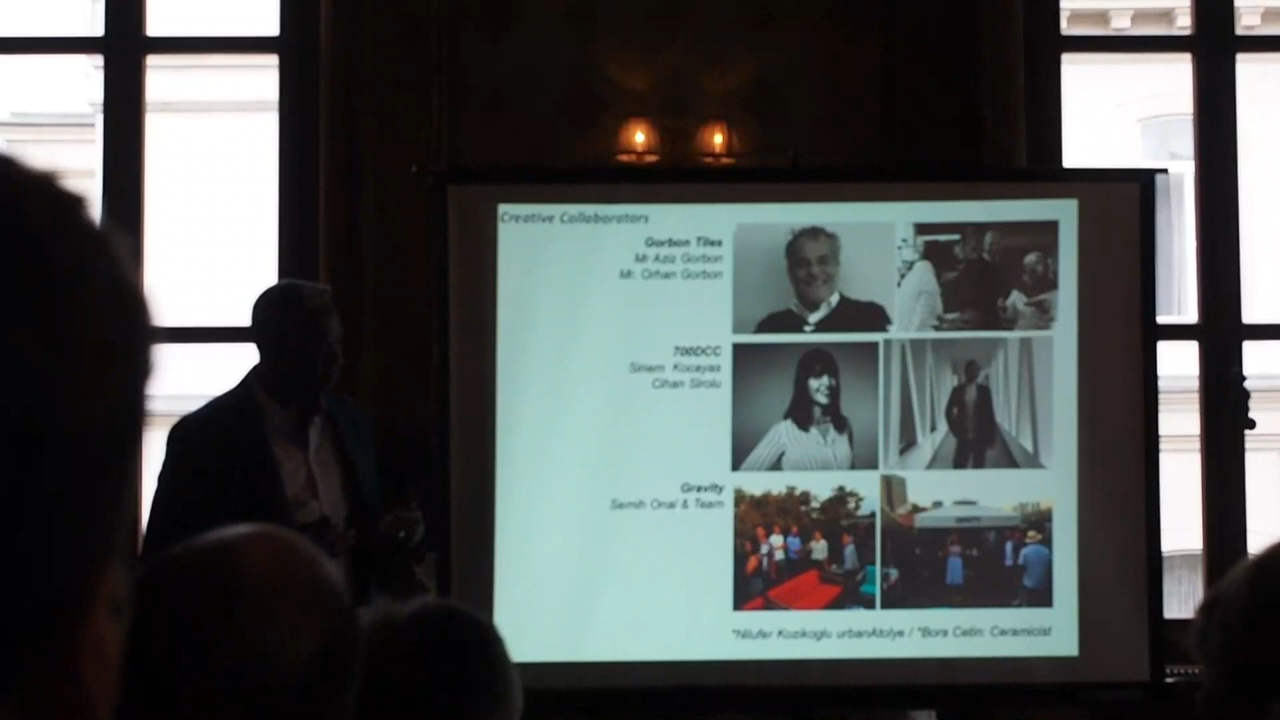 Creative Collaborators
Gorbon Tiles
Mr Aziz Gorbon
Mr. Orhan Gorbon
700DCC
Sinem Kocayas
Cihan Sirolu
Gravity
Semih Onal & Team
*Nilufer Kozikoglu urbanAtolye / *Bora Cetin: Ceramicist